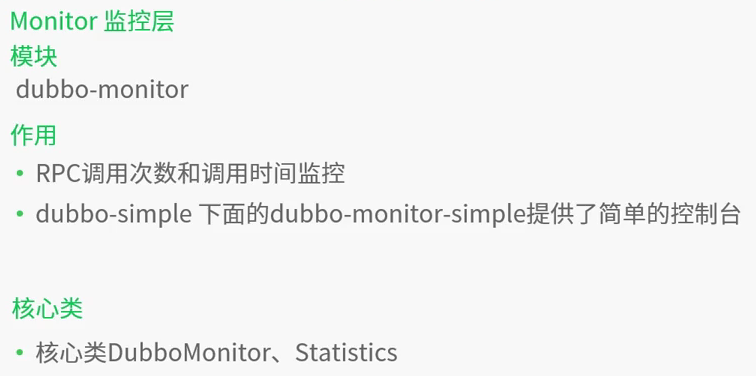 Monitor 监控层
模块
dubbo-monitor
作用
• RPC调用次数和调用时间监控
• dubbo-simple 下面的dubbo-monitor-simple提供了简单的控制台
核心类
• 核心类DubboMonitor、Statistics